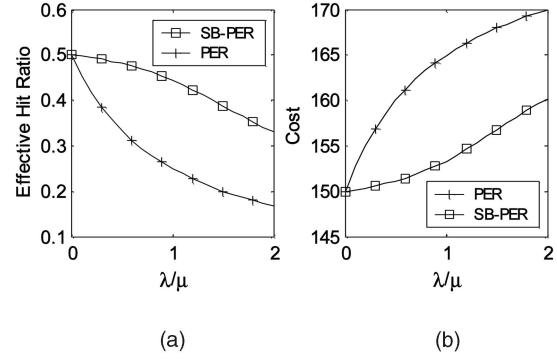 0.6
0.5
0.4
0.3
0.2
0.1
Effective Hit Ratio
SB-PER
PER
0
1
2
λ/μ
(a)
170
165
160
155
150
145
Cost
PER
SB-PER
0
1
2
λ/μ
(b)